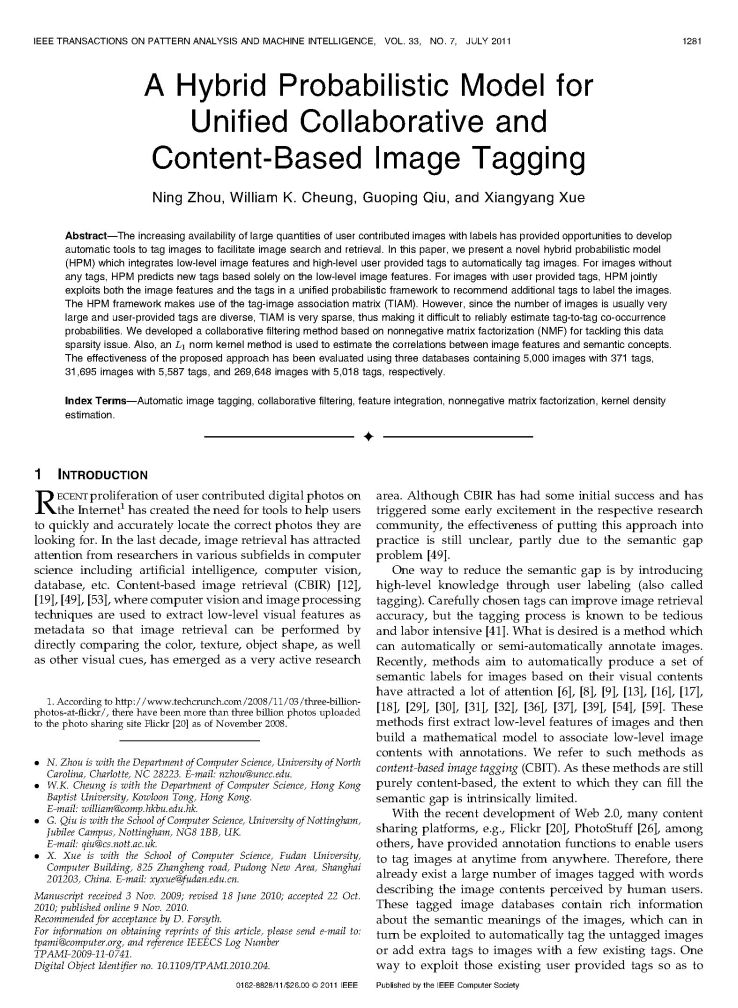 IEEE TRANSACTIONS ON PATTERN ANALYSIS AND MACHINE INTELLIGENCE, VOL. 33, NO. 7, JULY 2011 1281
A Hybrid Probabilistic Model for
Unified Collaborative and
Content-Based Image Tagging
Ning Zhou, William K. Cheung, Guoping Qiu, and Xiangyang Xue
Abstract—The increasing availability of large quantities of user contributed images with labels has provided opportunities to develop
automatic tools to tag images to facilitate image search and retrieval. In this paper, we present a novel hybrid probabilistic model
(HPM) which integrates low-level image features and high-level user provided tags to automatically tag images. For images without
any tags, HPM predicts new tags based solely on the low-level image features. For images with user provided tags, HPM jointly
exploits both the image features and the tags in a unified probabilistic framework to recommend additional tags to label the images.
The HPM framework makes use of the tag-image association matrix (TIAM). However, since the number of images is usually very
large and user-provided tags are diverse, TIAM is very sparse, thus making it difficult to reliably estimate tag-to-tag co-occurrence
probabilities. We developed a collaborative filtering method based on nonnegative matrix factorization (NMF) for tackling this data
sparsity issue. Also, an L₁ norm kernel method is used to estimate the correlations between image features and semantic concepts.
The effectiveness of the proposed approach has been evaluated using three databases containing 5,000 images with 371 tags,
31,695 images with 5,587 tags, and 269,648 images with 5,018 tags, respectively.
Index Terms—Automatic image tagging, collaborative filtering, feature integration, nonnegative matrix factorization, kernel density
estimation.
1 INTRODUCTION
RECENT proliferation of user contributed digital photos on
the Internet¹ has created the need for tools to help users
to quickly and accurately locate the correct photos they are
looking for. In the last decade, image retrieval has attracted
attention from researchers in various subfields in computer
science including artificial intelligence, computer vision,
database, etc. Content-based image retrieval (CBIR) [12],
[19], [49], [53], where computer vision and image processing
techniques are used to extract low-level visual features as
metadata so that image retrieval can be performed by
directly comparing the color, texture, object shape, as well
as other visual cues, has emerged as a very active research
1. According to http://www.techcrunch.com/2008/11/03/three-billion-
photos-at-flickr/, there have been more than three billion photos uploaded
to the photo sharing site Flickr [20] as of November 2008.
• N. Zhou is with the Department of Computer Science, University of North
Carolina, Charlotte, NC 28223. E-mail: nzhou@uncc.edu.
• W.K. Cheung is with the Department of Computer Science, Hong Kong
Baptist University, Kowloon Tong, Hong Kong.
E-mail: william@comp.hkbu.edu.hk.
• G. Qiu is with the School of Computer Science, University of Nottingham,
Jubilee Campus, Nottingham, NG8 1BB, UK.
E-mail: qiu@cs.nott.ac.uk.
• X. Xue is with the School of Computer Science, Fudan University,
Computer Building, 825 Zhangheng road, Pudong New Area, Shanghai
201203, China. E-mail: xyxue@fudan.edu.cn.
Manuscript received 3 Nov. 2009; revised 18 June 2010; accepted 22 Oct.
2010; published online 9 Nov. 2010.
Recommended for acceptance by D. Forsyth.
For information on obtaining reprints of this article, please send e-mail to:
tpami@computer.org, and reference IEEECS Log Number
TPAMI-2009-11-0741.
Digital Object Identifier no. 10.1109/TPAMI.2010.204.
area. Although CBIR has had some initial success and has
triggered some early excitement in the respective research
community, the effectiveness of putting this approach into
practice is still unclear, partly due to the semantic gap
problem [49].
One way to reduce the semantic gap is by introducing
high-level knowledge through user labeling (also called
tagging). Carefully chosen tags can improve image retrieval
accuracy, but the tagging process is known to be tedious
and labor intensive [41]. What is desired is a method which
can automatically or semi-automatically annotate images.
Recently, methods aim to automatically produce a set of
semantic labels for images based on their visual contents
have attracted a lot of attention [6], [8], [9], [13], [16], [17],
[18], [29], [30], [31], [32], [36], [37], [39], [54], [59]. These
methods first extract low-level features of images and then
build a mathematical model to associate low-level image
contents with annotations. We refer to such methods as
content-based image tagging (CBIT). As these methods are still
purely content-based, the extent to which they can fill the
semantic gap is intrinsically limited.
With the recent development of Web 2.0, many content
sharing platforms, e.g., Flickr [20], PhotoStuff [26], among
others, have provided annotation functions to enable users
to tag images at anytime from anywhere. Therefore, there
already exist a large number of images tagged with words
describing the image contents perceived by human users.
These tagged image databases contain rich information
about the semantic meanings of the images, which can in
turn be exploited to automatically tag the untagged images
or add extra tags to images with a few existing tags. One
way to exploit those existing user provided tags so as to
0162-8828/11/$26.00 © 2011 IEEE Published by the IEEE Computer Society